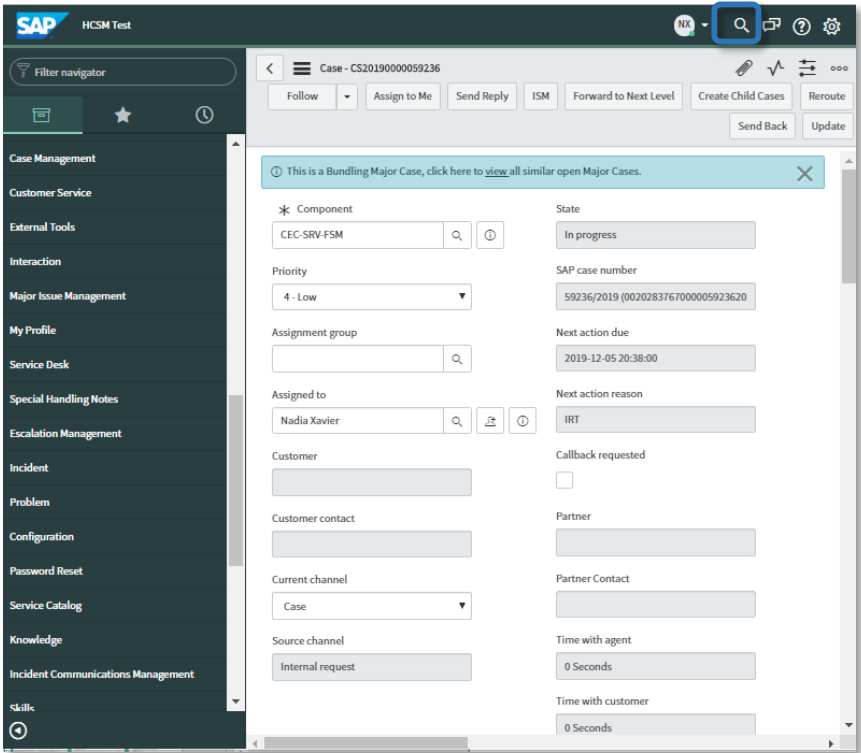 SAP HCSM Test
NX
Filter navigator
Case Management
Customer Service
External Tools
Interaction
Major Issue Management
My Profile
Service Desk
Special Handling Notes
Escalation Management
Incident
Problem
Configuration
Password Reset
Service Catalog
Knowledge
Incident Communications Management
Skills
Case - CS20190000059236
Follow Assign to Me Send Reply ISM Forward to Next Level Create Child Cases Reroute
Send Back Update
This is a Bundling Major Case, click here to view all similar open Major Cases.
Component
CEC-SRV-FSM
Priority
4 - Low
Assignment group
Assigned to
Nadia Xavier
Customer
Customer contact
Current channel
Case
Source channel
Internal request
State
In progress
SAP case number
59236/2019 (0020283767000005923620
Next action due
2019-12-05 20:38:00
Next action reason
IRT
Callback requested
Partner
Partner Contact
Time with agent
0 Seconds
Time with customer
0 Seconds